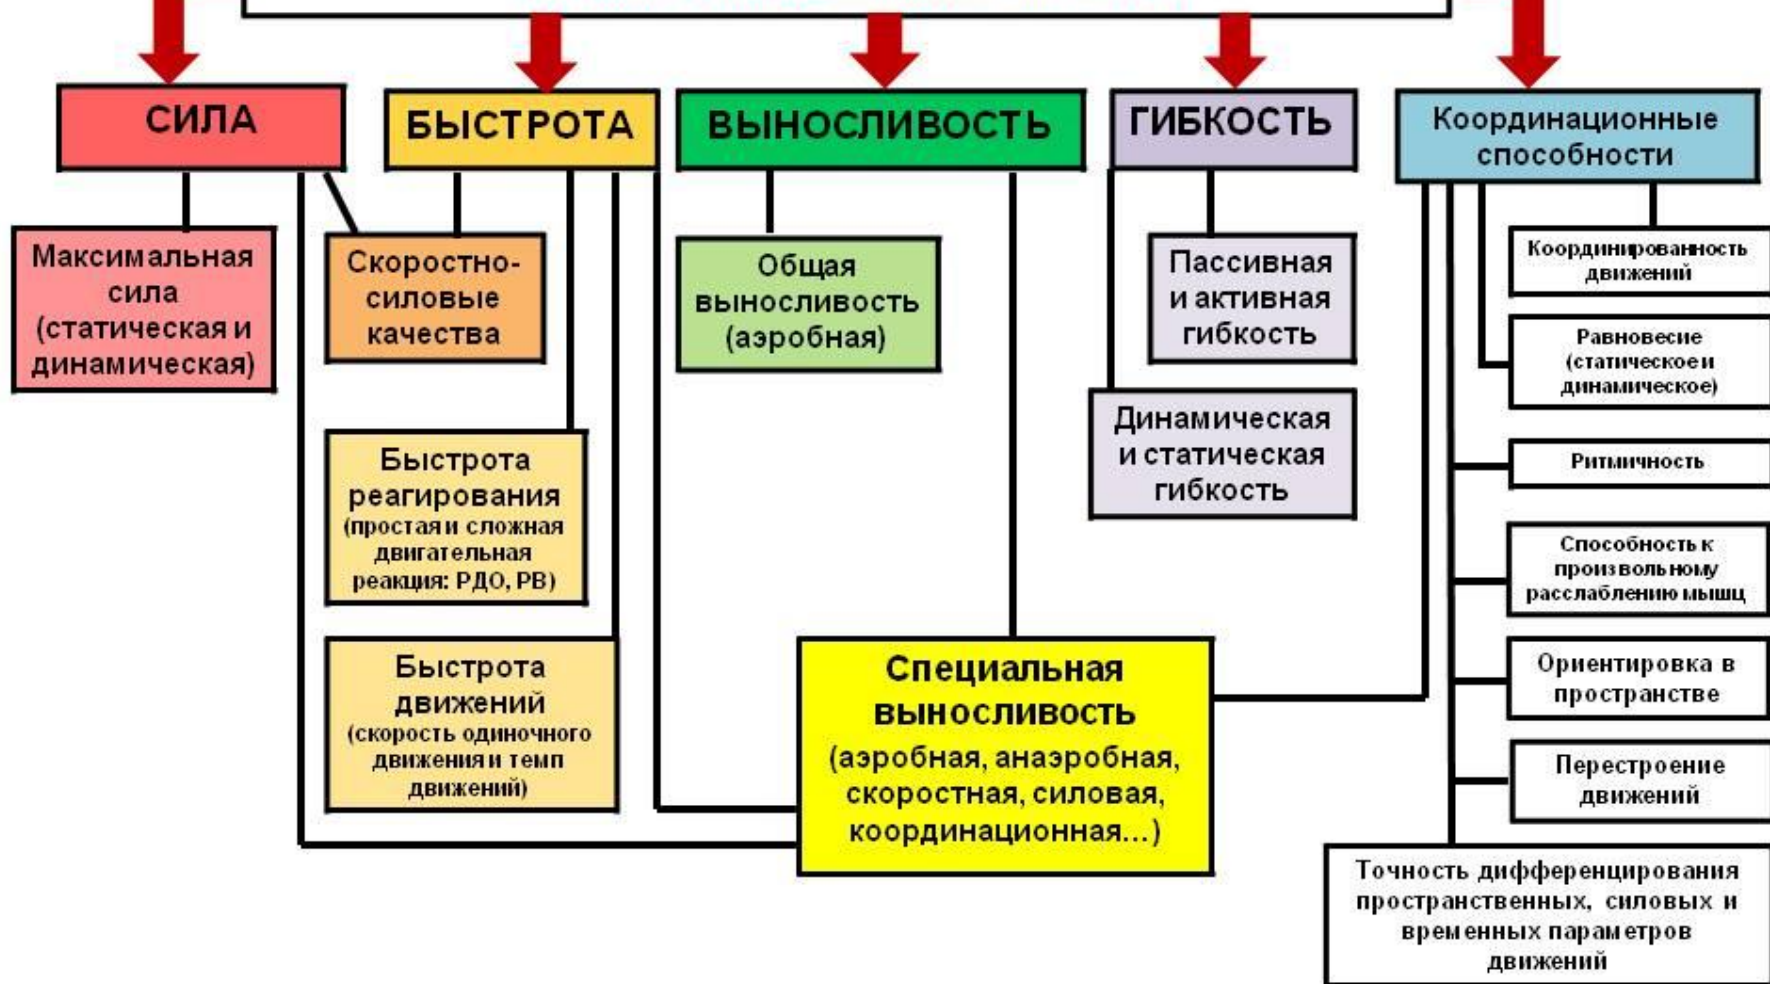 СИЛА
БЫСТРОТА
ВЫНОСЛИВОСТЬ
ГИБКОСТЬ
Координационные
способности
Максимальная
сила
(статическая и
динамическая)
Скоростно-
силовые
качества
Общая
выносливость
(аэробная)
Пассивная
и активная
гибкость
Координированность
движений
Равновесие
(статическое и
динамическое)
Динамическая
и статическая
гибкость
Ритмичность
Быстрота
реагирования
(простая и сложная
двигательная
реакция: РДО, РВ)
Способность к
произвольному
расслаблению мышц
Быстрота
движений
(скорость одиночного
движения и темп
движений)
Специальная
выносливость
(аэробная, анаэробная,
скоростная, силовая,
координационная...)
Ориентировка в
пространстве
Перестроение
движений
Точность дифференцирования
пространственных, силовых и
временных параметров
движений